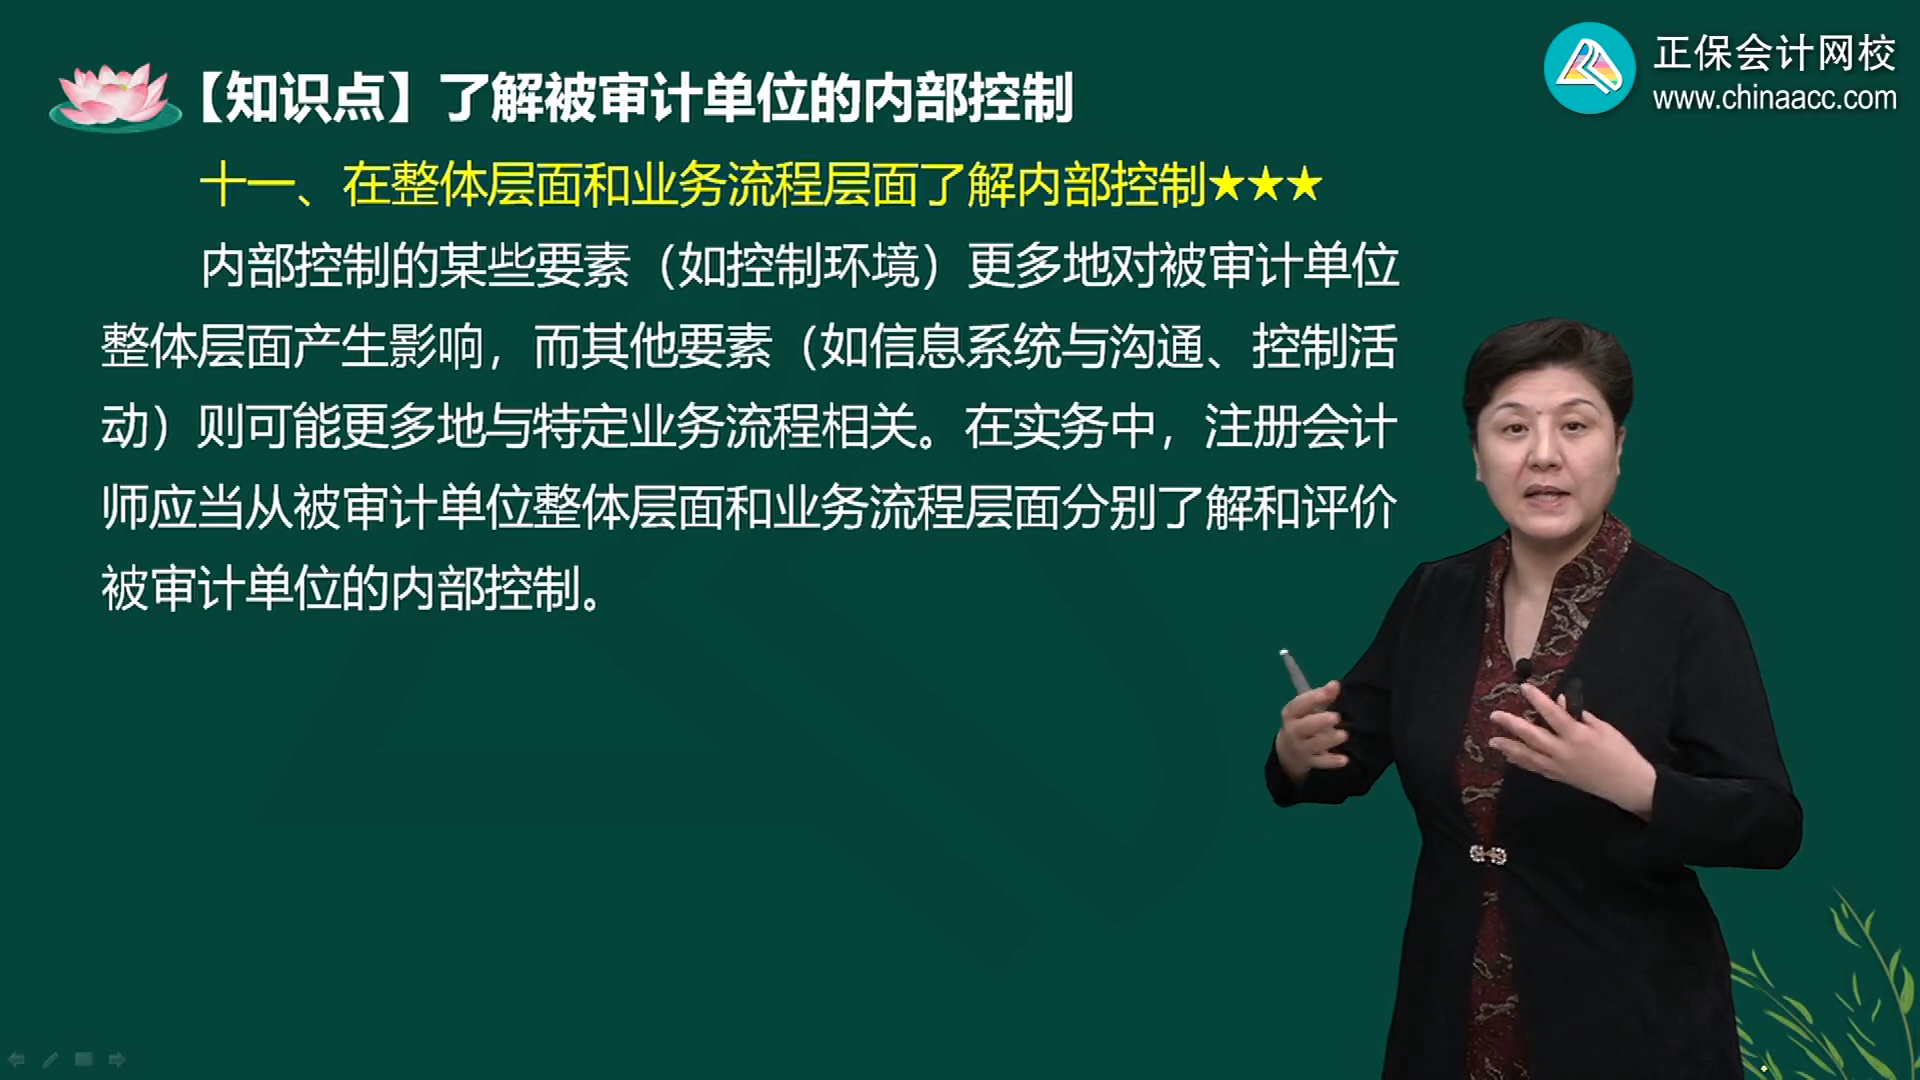 正保会计网校
www.chinaacc.com
【知识点】了解被审计单位的内部控制
十一、在整体层面和业务流程层面了解内部控制★★★
内部控制的某些要素（如控制环境）更多地对被审计单位
整体层面产生影响，而其他要素（如信息系统与沟通、控制活
动）则可能更多地与特定业务流程相关。在实务中，注册会计
师应当从被审计单位整体层面和业务流程层面分别了解和评价
被审计单位的内部控制。